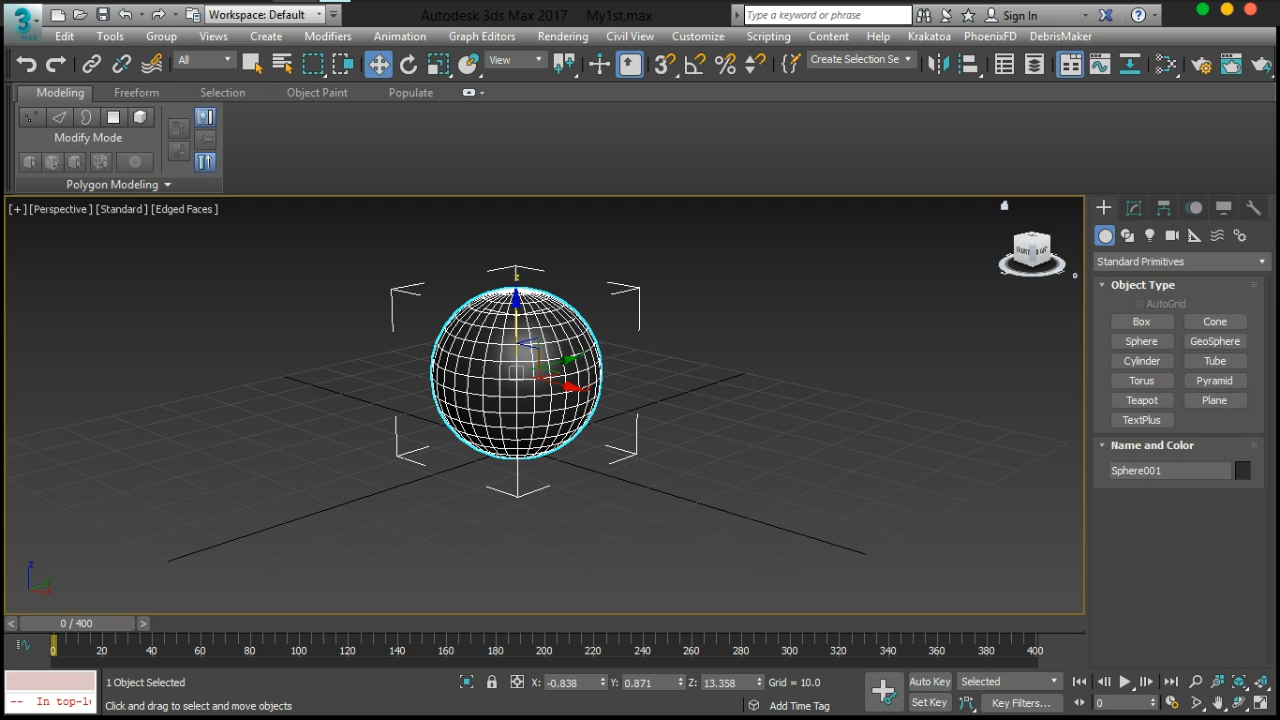 Workspace: Default
Autodesk 3ds Max 2017 My1st.max
Type a keyword or phrase
Sign In
Edit Tools Group Views Create Modifiers Animation Graph Editors Rendering Civil View Customize Scripting Content Help Krakatoa PhoenixFD DebrisMaker
All
View
Create Selection Se
Modeling Freeform Selection Object Paint Populate
Modify Mode
Polygon Modeling
[+] [Perspective] [Standard] [Edged Faces]
Standard Primitives
Object Type
AutoGrid
Box Cone
Sphere GeoSphere
Cylinder Tube
Torus Pyramid
Teapot Plane
TextPlus
Name and Color
Sphere001
z
z
y
x
< 0 / 400 >
0 20 40 60 80 100 120 140 160 180 200 220 240 260 280 300 320 340 360 380 400
1 Object Selected
X: -0.838 Y: 0.871 Z: 13.358 Grid = 10.0
Auto Key Selected
-- In top-le
Click and drag to select and move objects
Add Time Tag
Set Key Key Filters...
0